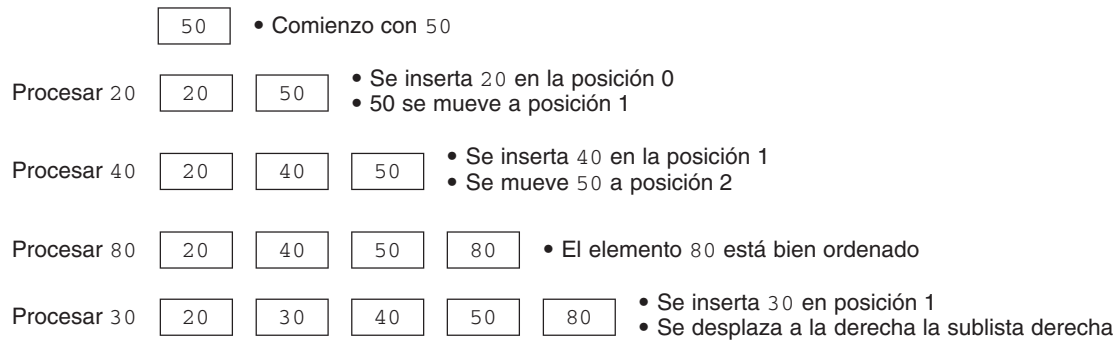 50 • Comienzo con 50
Procesar 20 20 50 • Se inserta 20 en la posición 0
• 50 se mueve a posición 1
Procesar 40 20 40 50 • Se inserta 40 en la posición 1
• Se mueve 50 a posición 2
Procesar 80 20 40 50 80 • El elemento 80 está bien ordenado
Procesar 30 20 30 40 50 80 • Se inserta 30 en posición 1
• Se desplaza a la derecha la sublista derecha